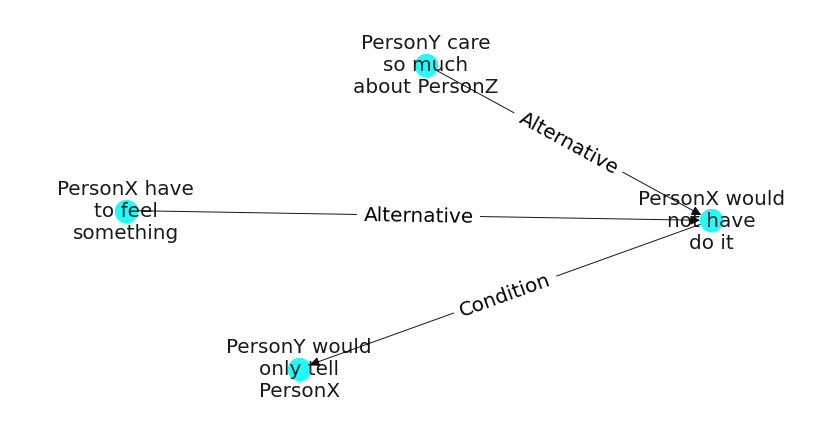 PersonY care
so much
about PersonZ
Alternative
PersonX have
to feel
something
Alternative
PersonX would
not have
do it
Condition
PersonY would
only tell
PersonX